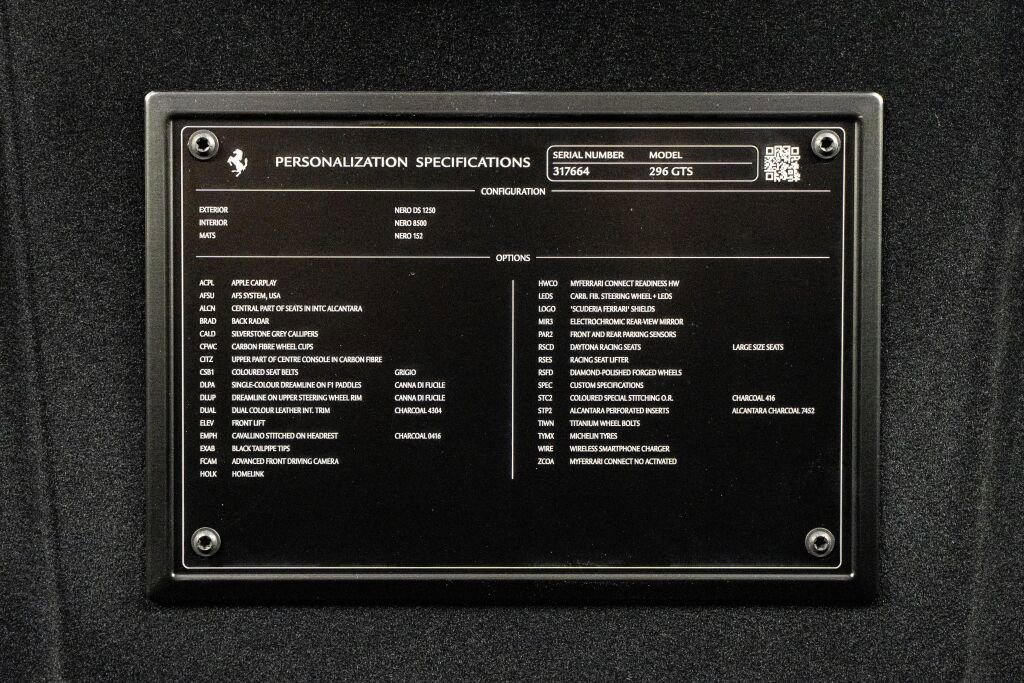 PERSONALIZATION SPECIFICATIONS
SERIAL NUMBER MODEL
317664 296 GTS
CONFIGURATION
EXTERIOR NERO DS 1250
INTERIOR NERO 8500
MATS NERO 152
OPTIONS
ACPL APPLE CARPLAY
AFSU AFS SYSTEM, USA
ALCN CENTRAL PART OF SEATS IN INTC ALCANTARA
BRAD BACK RADAR
CALD SILVERSTONE GREY CALLIPERS
CFWC CARBON FIBRE WHEEL CUPS
CITZ UPPER PART OF CENTRE CONSOLE IN CARBON FIBRE
CSB1 COLOURED SEAT BELTS GRIGIO
DLPA SINGLE-COLOUR DREAMLINE ON F1 PADDLES CANNA DI FUCILE
DLUP DREAMLINE ON UPPER STEERING WHEEL RIM CANNA DI FUCILE
DUAL DUAL COLOUR LEATHER INT. TRIM CHARCOAL 4304
ELEV FRONT LIFT
EMPH CAVALLINO STITCHED ON HEADREST CHARCOAL 0416
EXAB BLACK TAILPIPE TIPS
FCAM ADVANCED FRONT DRIVING CAMERA
HOLK HOMELINK
HWCO MYFERRARI CONNECT READINESS HW
LEDS CARB. FIB. STEERING WHEEL + LEDS
LOGO 'SCUDERIA FERRARI' SHIELDS
MIR3 ELECTROCHROMIC REAR-VIEW MIRROR
PAR2 FRONT AND REAR PARKING SENSORS
RSCD DAYTONA RACING SEATS LARGE SIZE SEATS
RSES RACING SEAT LIFTER
RSFD DIAMOND-POLISHED FORGED WHEELS
SPEC CUSTOM SPECIFICATIONS
STC2 COLOURED SPECIAL STITCHING O.R. CHARCOAL 416
STP2 ALCANTARA PERFORATED INSERTS ALCANTARA CHARCOAL 7452
TIWN TITANIUM WHEEL BOLTS
TYMX MICHELIN TYRES
WIRE WIRELESS SMARTPHONE CHARGER
ZCOA MYFERRARI CONNECT NO ACTIVATED